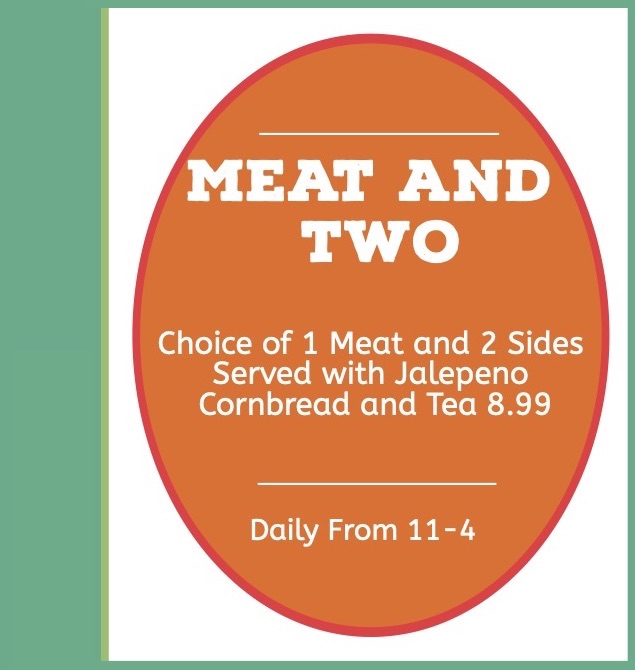 MEAT AND
TWO
Choice of 1 Meat and 2 Sides
Served with Jalepeno
Cornbread and Tea 8.99
Daily From 11-4